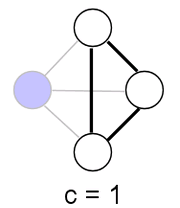 c = 1